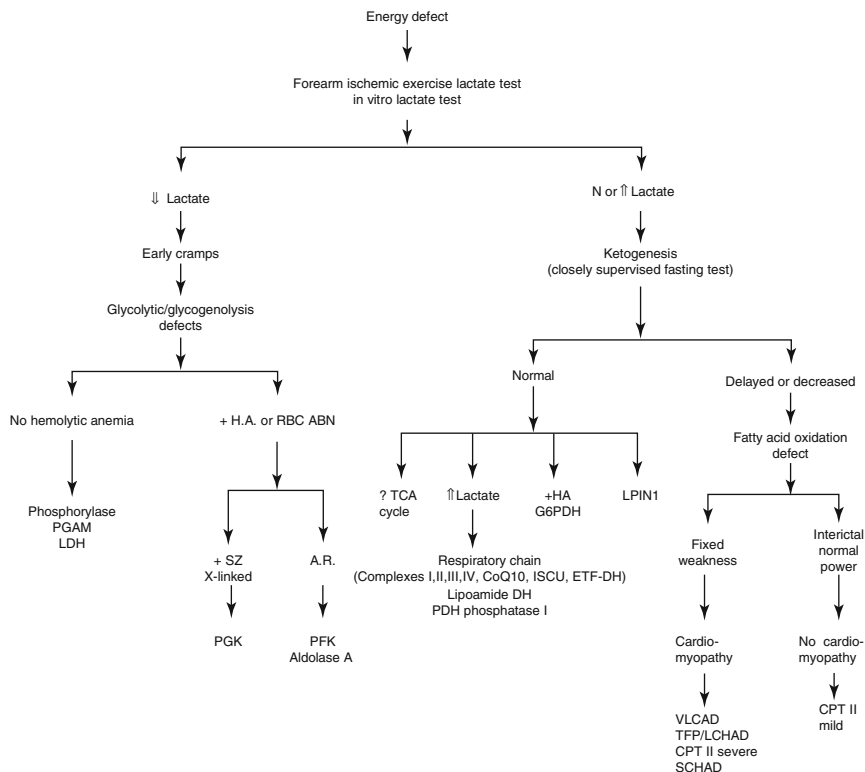 Energy defect
Forearm ischemic exercise lactate test
in vitro lactate test
⇓ Lactate
N or ⇑ Lactate
Early cramps
Ketogenesis
(closely supervised fasting test)
Glycolytic/glycogenolysis
defects
Normal
Delayed or decreased
No hemolytic anemia
+ H.A. or RBC ABN
Fatty acid oxidation
defect
? TCA
cycle
⇑Lactate
+HA
G6PDH
LPIN1
Phosphorylase
PGAM
LDH
+ SZ
X-linked
A.R.
Respiratory chain
(Complexes I,II,III,IV, CoQ10, ISCU, ETF-DH)
Lipoamide DH
PDH phosphatase I
Fixed
weakness
Interictal
normal
power
PGK
PFK
Aldolase A
Cardio-
myopathy
No cardio-
myopathy
VLCAD
TFP/LCHAD
CPT II severe
SCHAD
CPT II
mild